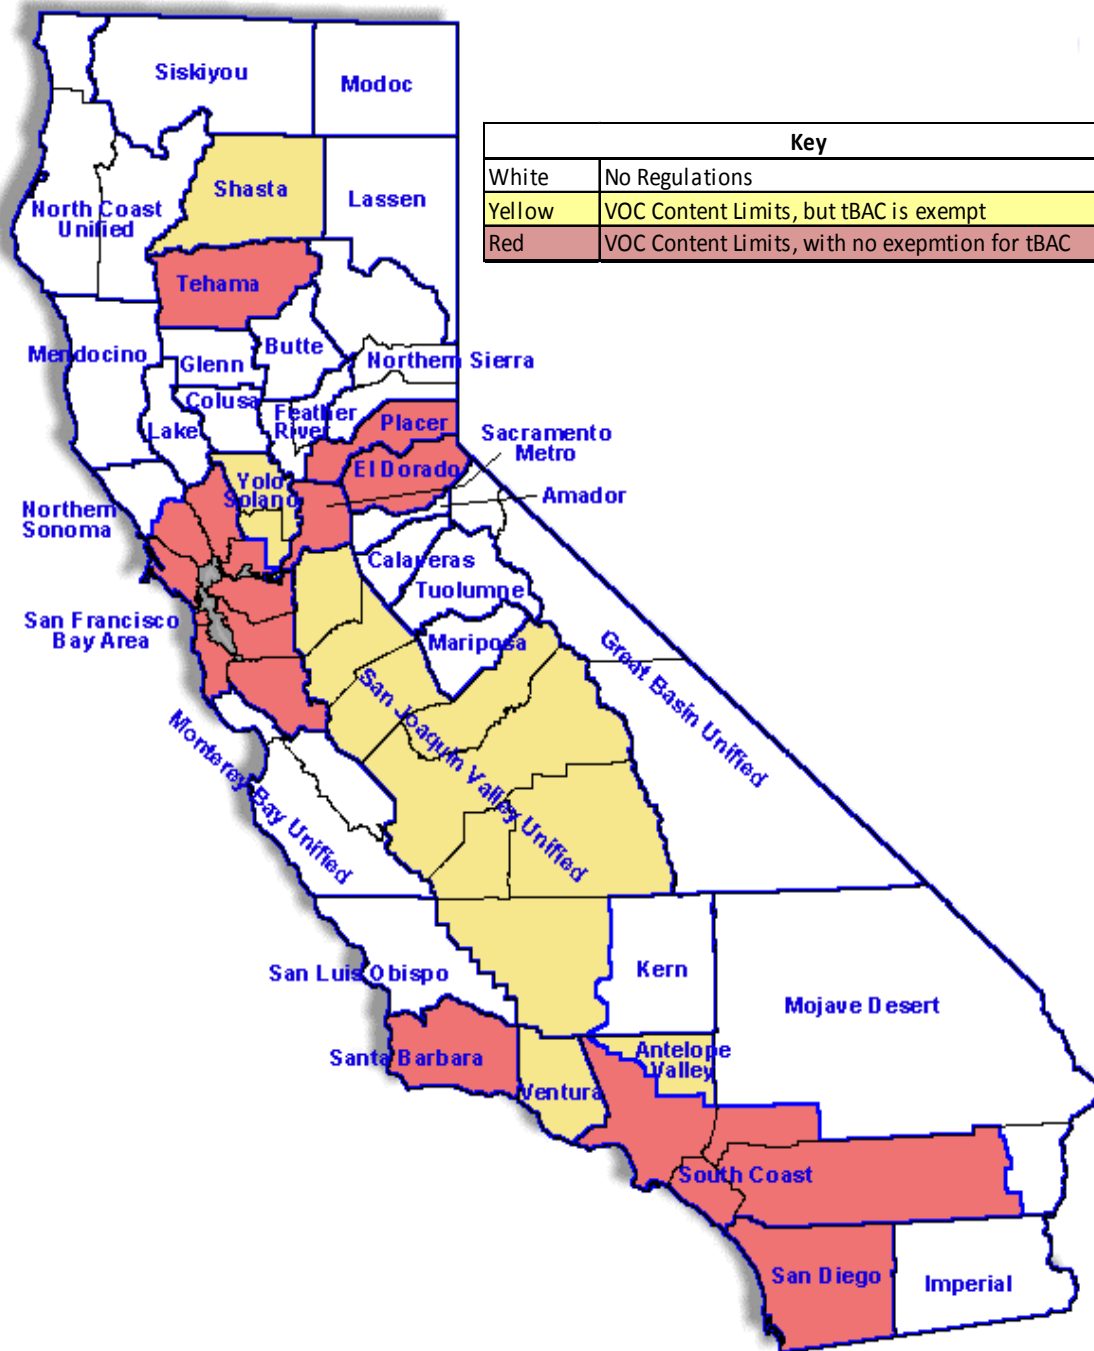 Siskiyou
Modoc
Key
White No Regulations
Yellow VOC Content Limits, but tBAC is exempt
Red VOC Content Limits, with no exepmtion for tBAC
Shasta
Lassen
North Coast
Unified
Tehama
Mendocino
Glenn
Butte
Northern Sierra
Colusa
Lake
Feather
River
Placer
Sacramento
Metro
El Dorado
Yolo
Solano
Amador
Northern
Sonoma
Calaveras
Tuolumne
San Francisco
Bay Area
Mariposa
Great Basin Unified
San Joaquin Valley Unified
Monterey Bay Unified
Kern
San Luis Obispo
Mojave Desert
Santa Barbara
Antelope
Valley
Ventura
South Coast
San Diego
Imperial